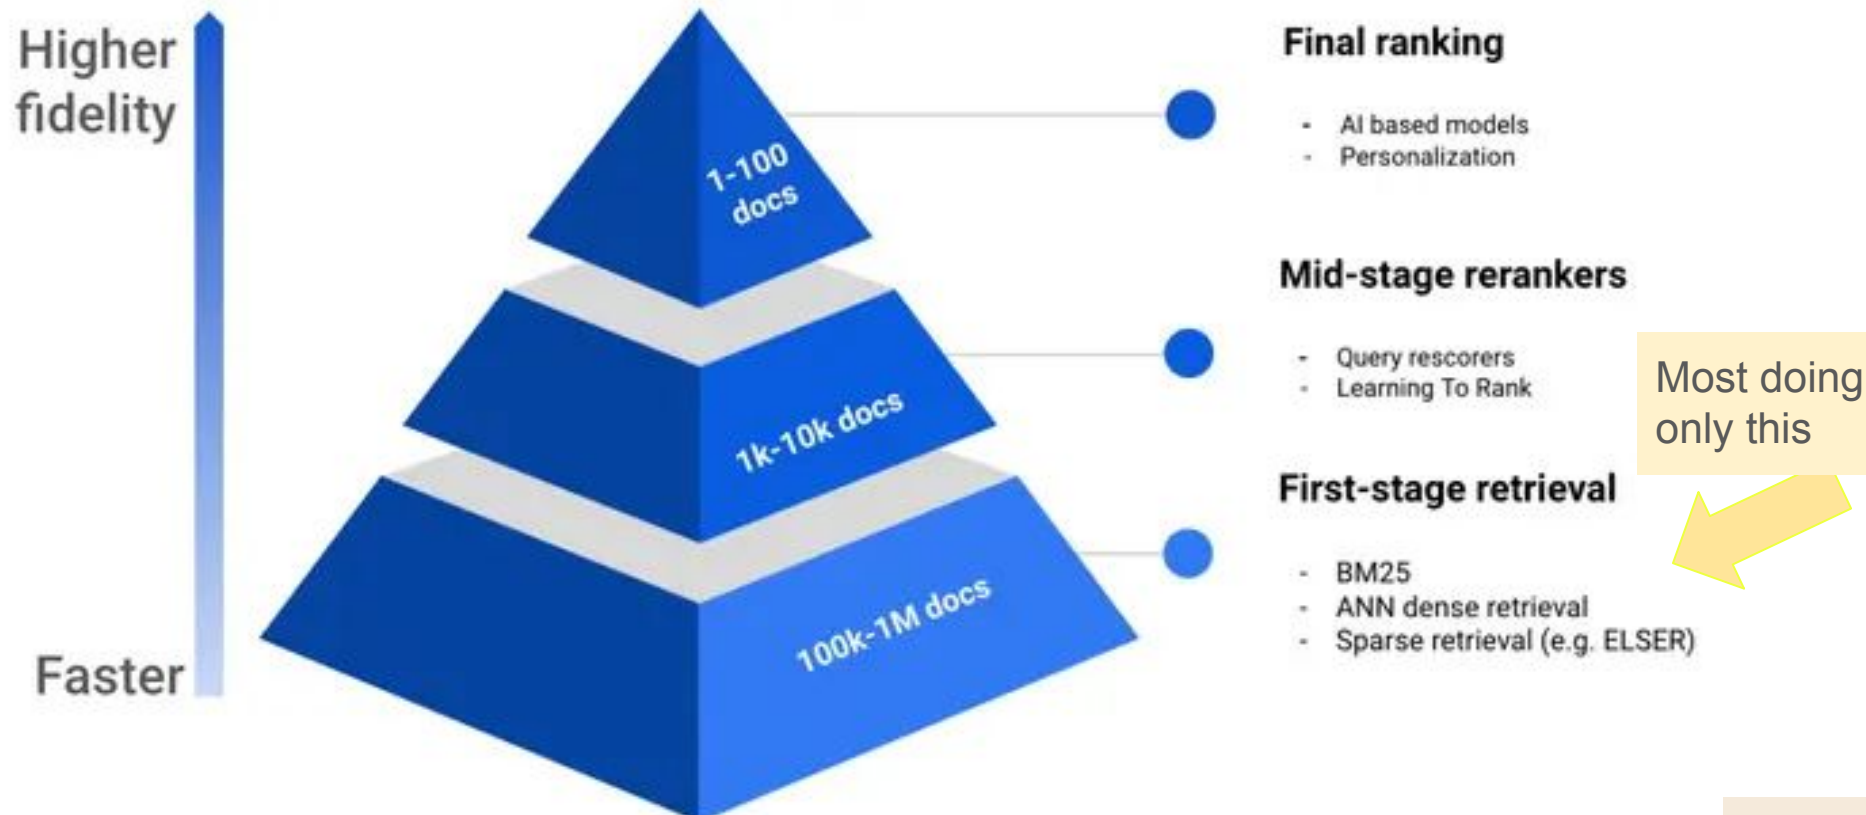 Higher
fidelity
Faster
1-100
docs
1k-10k docs
100k-1M docs
Final ranking
- AI based models
- Personalization
Mid-stage rerankers
- Query rescorers
- Learning To Rank
Most doing
only this
First-stage retrieval
- BM25
- ANN dense retrieval
- Sparse retrieval (e.g. ELSER)